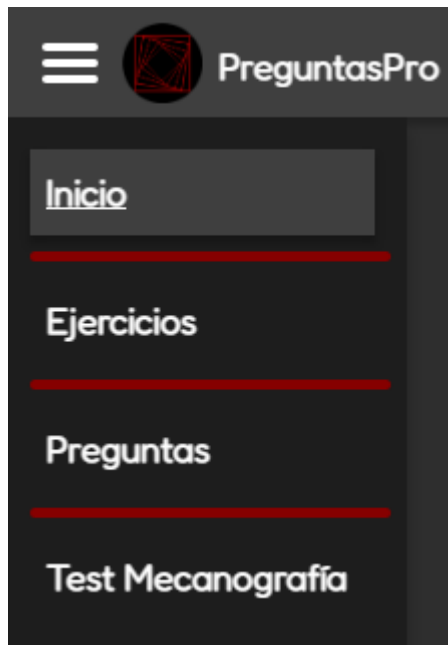 PreguntasPro
Inicio
Ejercicios
Preguntas
Test Mecanografía